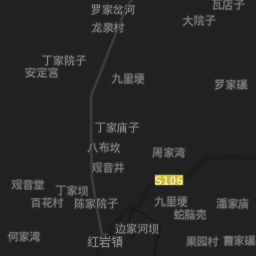 瓦店子
罗家岔河
大院子
龙泉村
丁家院子
安定宫
九里埂
罗家碾
丁家庙子
八布坎
周家湾
观音井
S106
观音堂
丁家坝
百花村
陈家院子
九里埂
潘家庙
蛇脑壳
边家河坝
何家湾
红岩镇
果园村
曹家碾